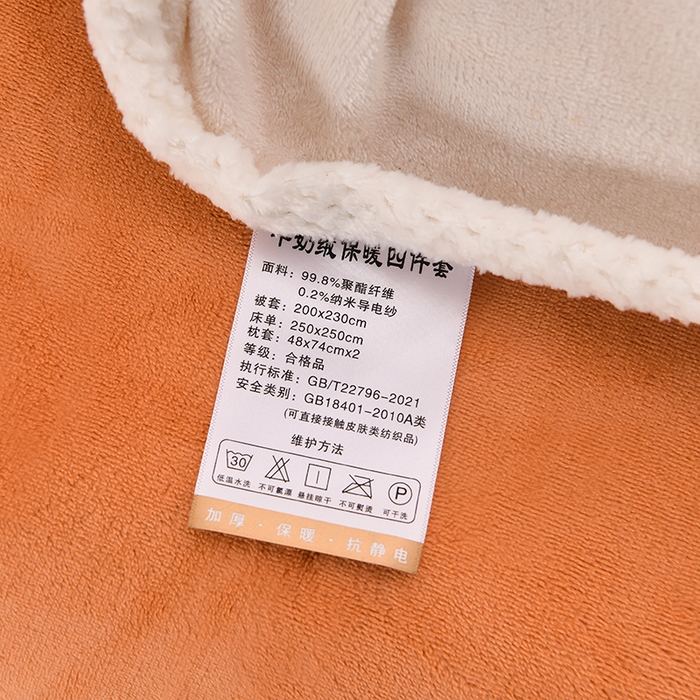 牛奶绒保暖四件套
面料：99.8%聚酯纤维
0.2%纳米导电纱
被套：200x230cm
床单：250x250cm
枕套：48x74cmx2
等级：合格品
执行标准：GB/T22796-2021
安全类别：GB18401-2010A类
(可直接接触皮肤类纺织品)
维护方法
30 P
低温水洗 不可氯漂 悬挂晾干 不可熨烫 可干洗
加厚·保暖·抗静电